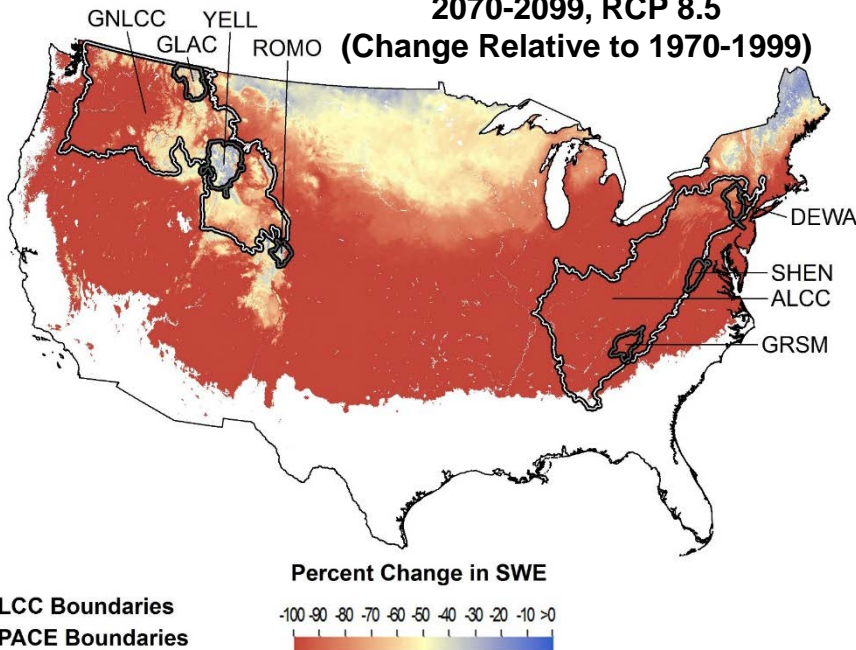 2070-2099, RCP 8.5
(Change Relative to 1970-1999)
GNLCC
YELL
GLAC
ROMO
DEWA
SHEN
ALCC
GRSM
Percent Change in SWE
LCC Boundaries
PACE Boundaries
-100 -90 -80 -70 -60 -50 -40 -30 -20 -10 >0